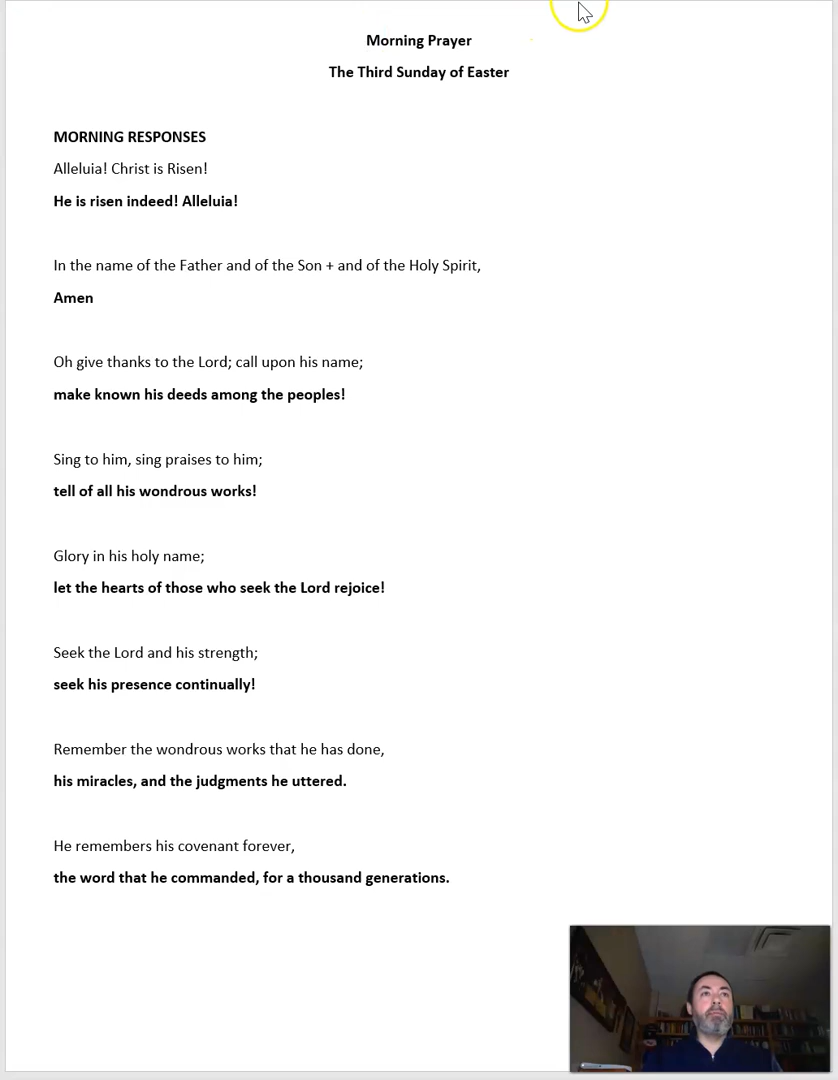 Morning Prayer
The Third Sunday of Easter
MORNING RESPONSES
Alleluia! Christ is Risen!
He is risen indeed! Alleluia!
In the name of the Father and of the Son + and of the Holy Spirit,
Amen
Oh give thanks to the Lord; call upon his name;
make known his deeds among the peoples!
Sing to him, sing praises to him;
tell of all his wondrous works!
Glory in his holy name;
let the hearts of those who seek the Lord rejoice!
Seek the Lord and his strength;
seek his presence continually!
Remember the wondrous works that he has done,
his miracles, and the judgments he uttered.
He remembers his covenant forever,
the word that he commanded, for a thousand generations.